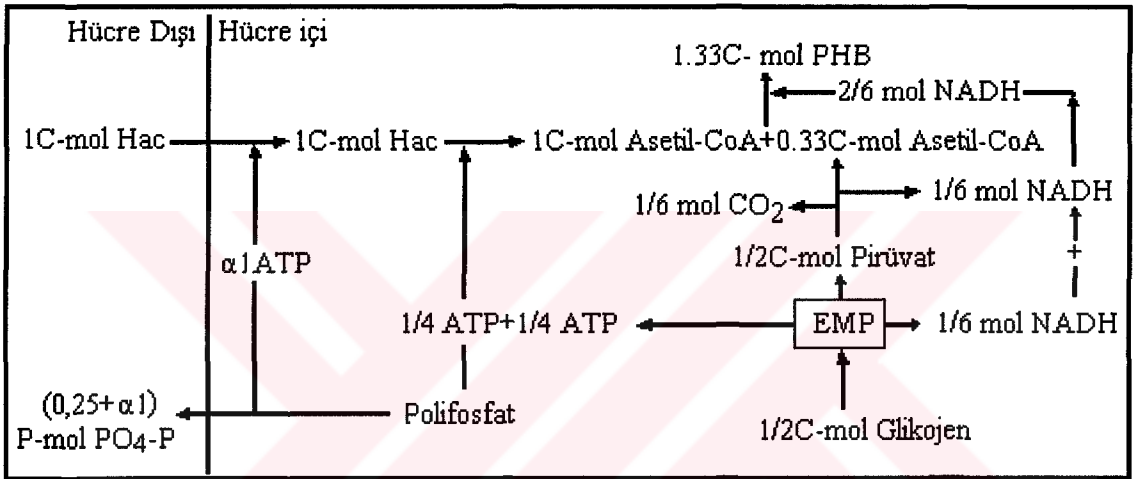 Hücre Dışı Hücre içi
1.33C- mol PHB
2/6 mol NADH
1C-mol Hac 1C-mol Hac 1C-mol Asetil-CoA+0.33C-mol Asetil-CoA
1/6 mol CO2 1/6 mol NADH
α1ATP 1/2C-mol Pirüvat +
1/4 ATP+1/4 ATP EMP 1/6 mol NADH
(0,25+α1) Polifosfat
P-mol PO4-P 1/2C-mol Glikojen